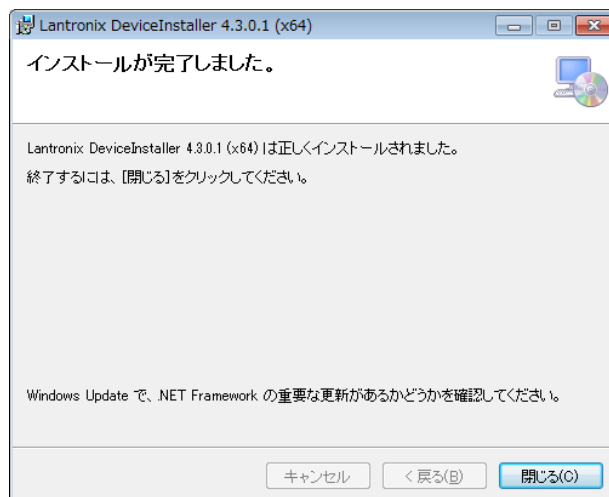 Lantronix DeviceInstaller 4.3.0.1 (x64)
インストールが完了しました。
Lantronix DeviceInstaller 4.3.0.1 (x64) は正しくインストールされました。
終了するには、[閉じる]をクリックしてください。
Windows Update で、.NET Framework の重要な更新があるかどうかを確認してください。
キャンセル < 戻る(B) 閉じる(C)